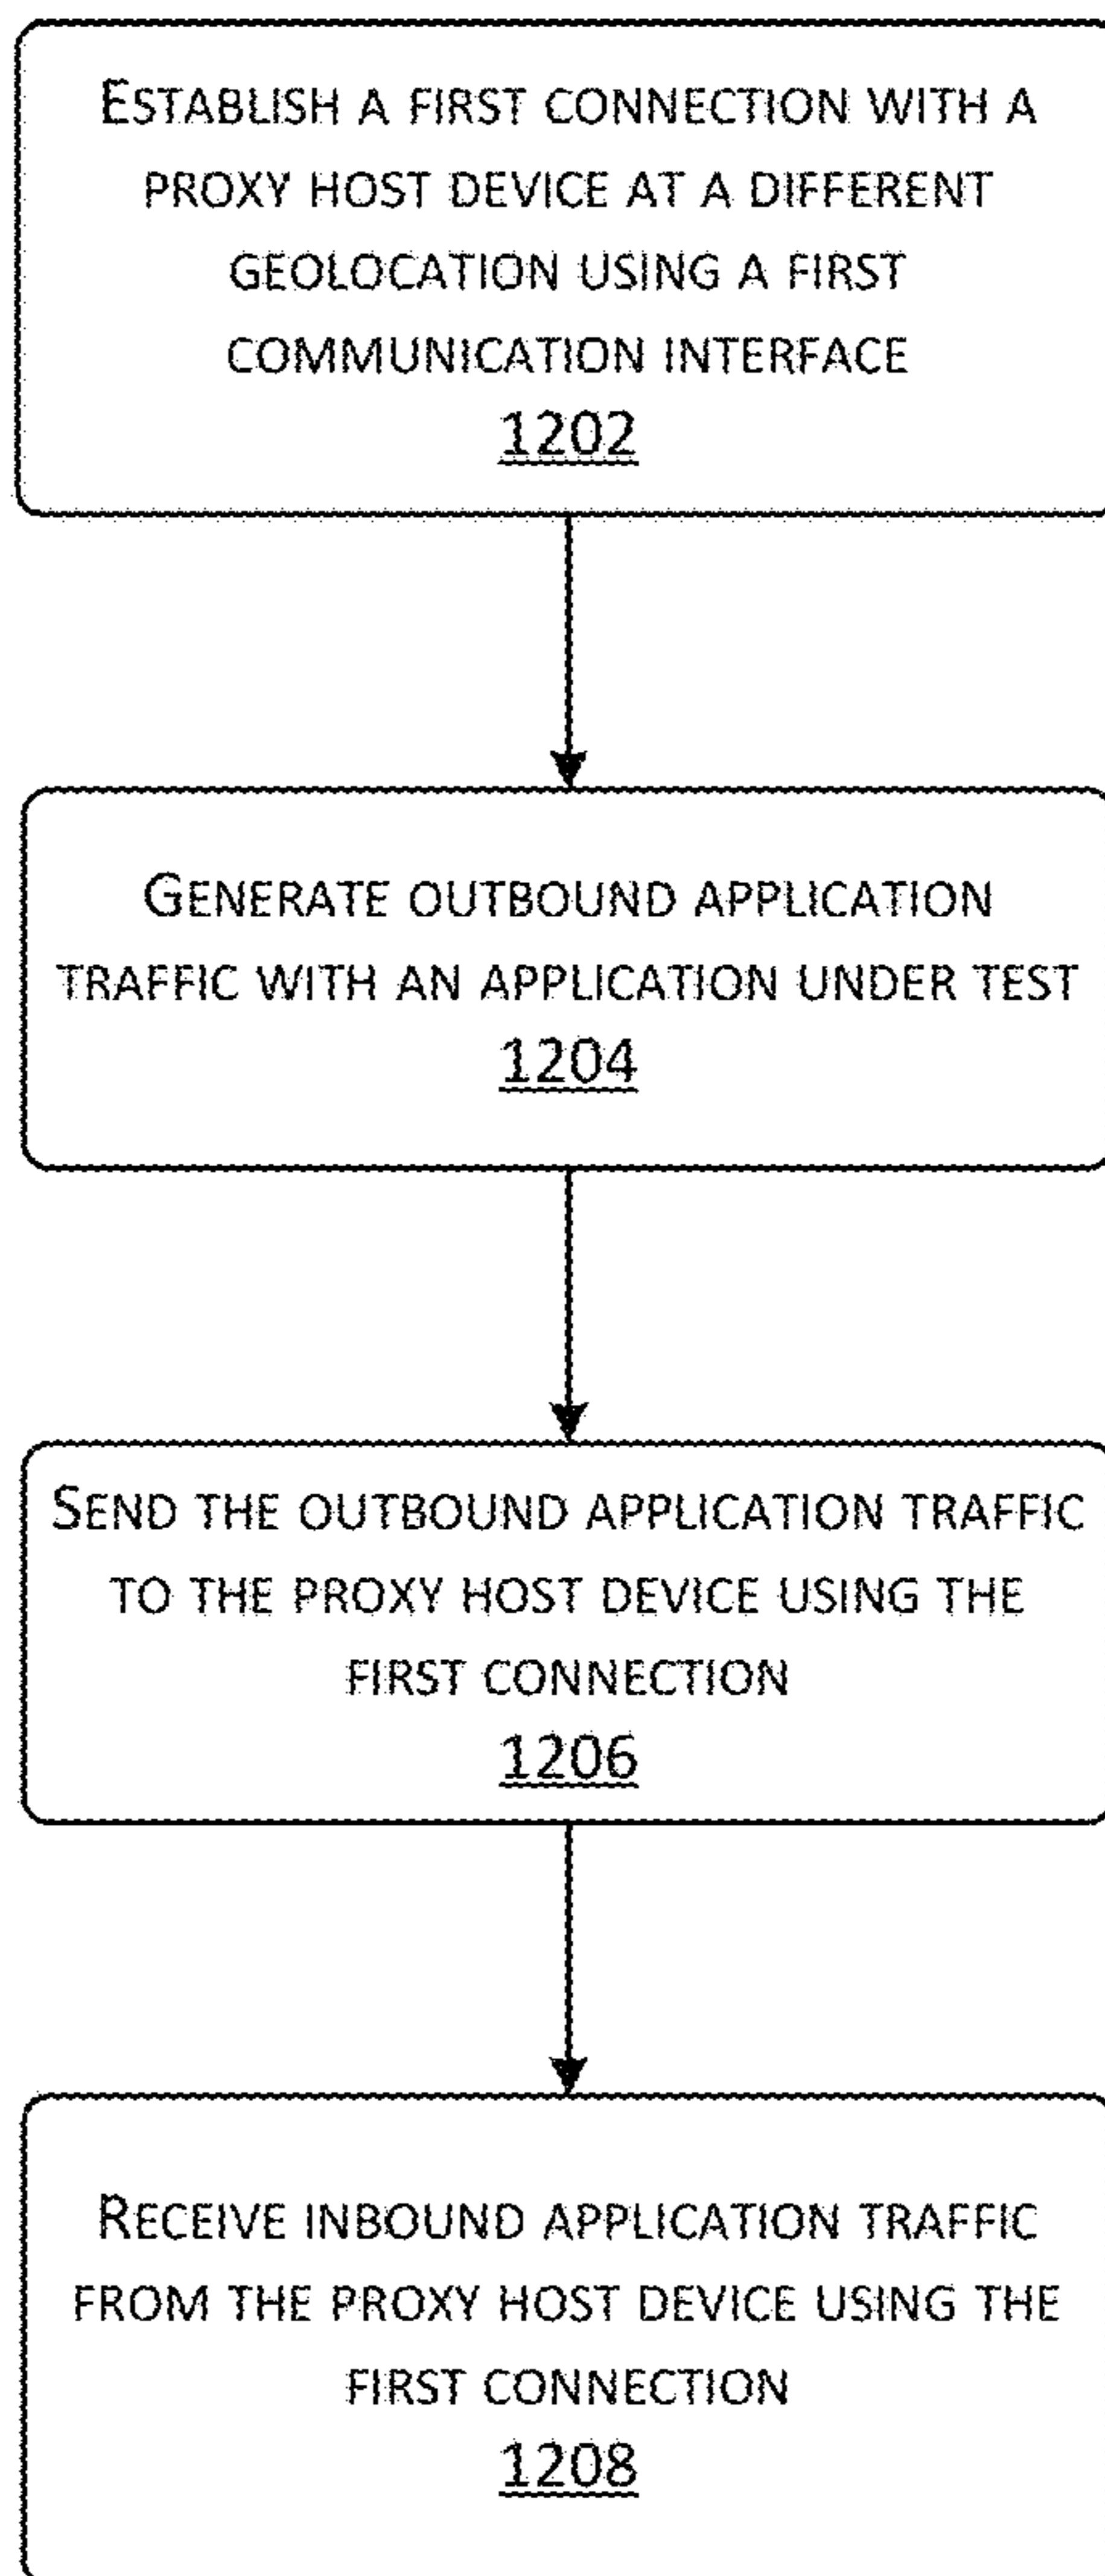 ESTABLISH A FIRST CONNECTION WITH A
PROXY HOST DEVICE AT A DIFFERENT
GEOLOCATION USING A FIRST
COMMUNICATION INTERFACE
1202
GENERATE OUTBOUND APPLICATION
TRAFFIC WITH AN APPLICATION UNDER TEST
1204
SEND THE OUTBOUND APPLICATION TRAFFIC
TO THE PROXY HOST DEVICE USING THE
FIRST CONNECTION
1206
RECEIVE INBOUND APPLICATION TRAFFIC
FROM THE PROXY HOST DEVICE USING THE
FIRST CONNECTION
1208